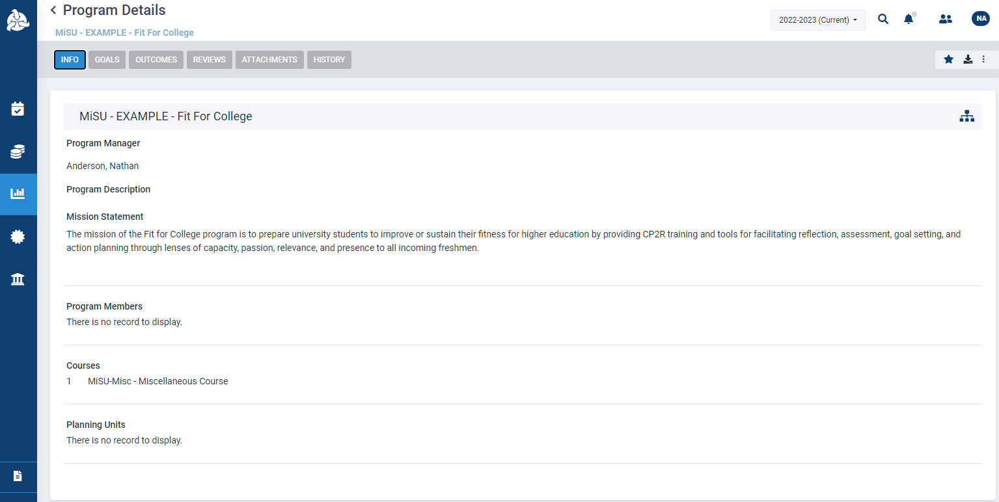 Program Details
MiSU - EXAMPLE - Fit For College
2022-2023 (Current)
NA
INFO
GOALS
OUTCOMES
REVIEWS
ATTACHMENTS
HISTORY
MiSU - EXAMPLE - Fit For College
Program Manager
Anderson, Nathan
Program Description
Mission Statement
The mission of the Fit for College program is to prepare university students to improve or sustain their fitness for higher education by providing CP2R training and tools for facilitating reflection, assessment, goal setting, and
action planning through lenses of capacity, passion, relevance, and presence to all incoming freshmen.
Program Members
There is no record to display.
Courses
1 MiSU-Misc - Miscellaneous Course
Planning Units
There is no record to display.